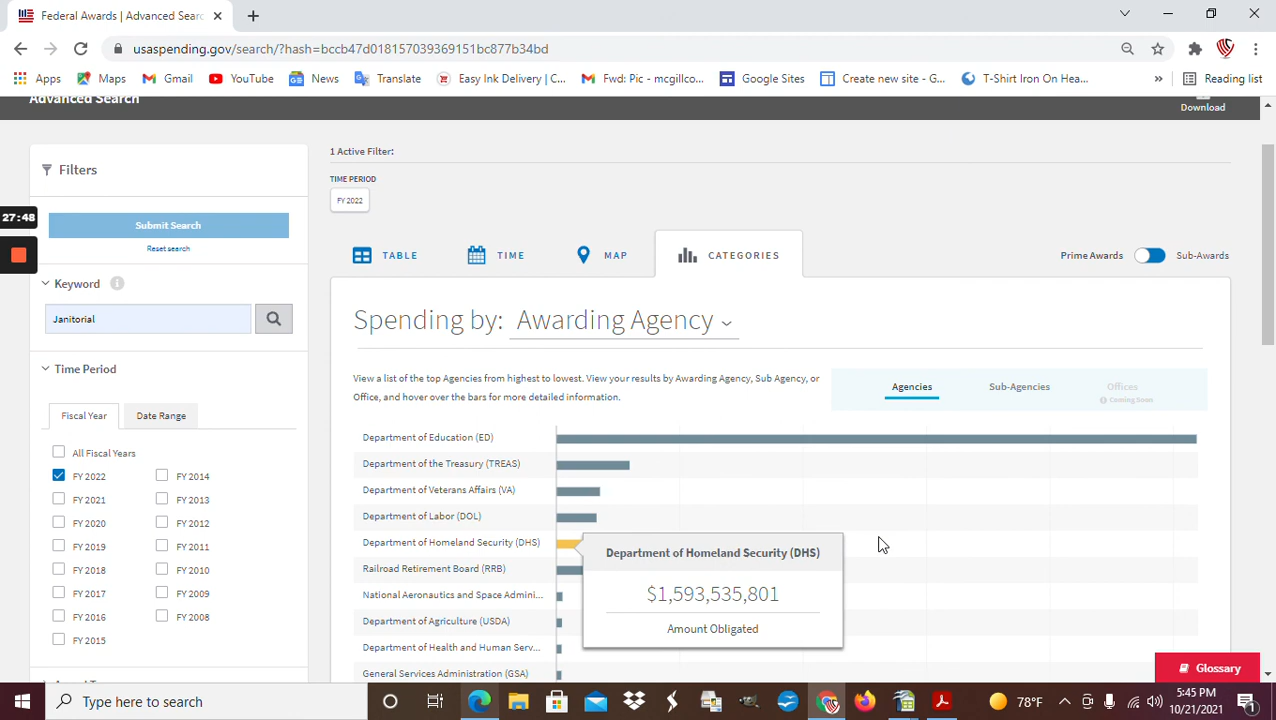 Federal Awards | Advanced Searc
usaspending.gov/search/?hash=bccb47d018157039369151bc877b34bd
Apps Maps Gmail YouTube News Translate Easy Ink Delivery | C... Fwd: Pic - mcgillco... Google Sites Create new site - G... T-Shirt Iron On Hea... » Reading list
Advanced Search
Download
Filters
Submit Search
Reset search
27:48
Keyword
Janitorial
Time Period
Fiscal Year Date Range
All Fiscal Years
FY 2022 FY 2014
FY 2021 FY 2013
FY 2020 FY 2012
FY 2019 FY 2011
FY 2018 FY 2010
FY 2017 FY 2009
FY 2016 FY 2008
FY 2015
1 Active Filter:
TIME PERIOD
FY 2022
TABLE TIME MAP CATEGORIES
Prime Awards Sub-Awards
Spending by: Awarding Agency
View a list of the top Agencies from highest to lowest. View your results by Awarding Agency, Sub Agency, or
Office, and hover over the bars for more detailed information.
Agencies Sub-Agencies Offices
Coming Soon
Department of Education (ED)
Department of the Treasury (TREAS)
Department of Veterans Affairs (VA)
Department of Labor (DOL)
Department of Homeland Security (DHS)
Railroad Retirement Board (RRB)
National Aeronautics and Space Admini...
Department of Agriculture (USDA)
Department of Health and Human Serv...
General Services Administration (GSA)
Department of Homeland Security (DHS)
$1,593,535,801
Amount Obligated
Glossary
Type here to search
78°F
5:45 PM
10/21/2021
1